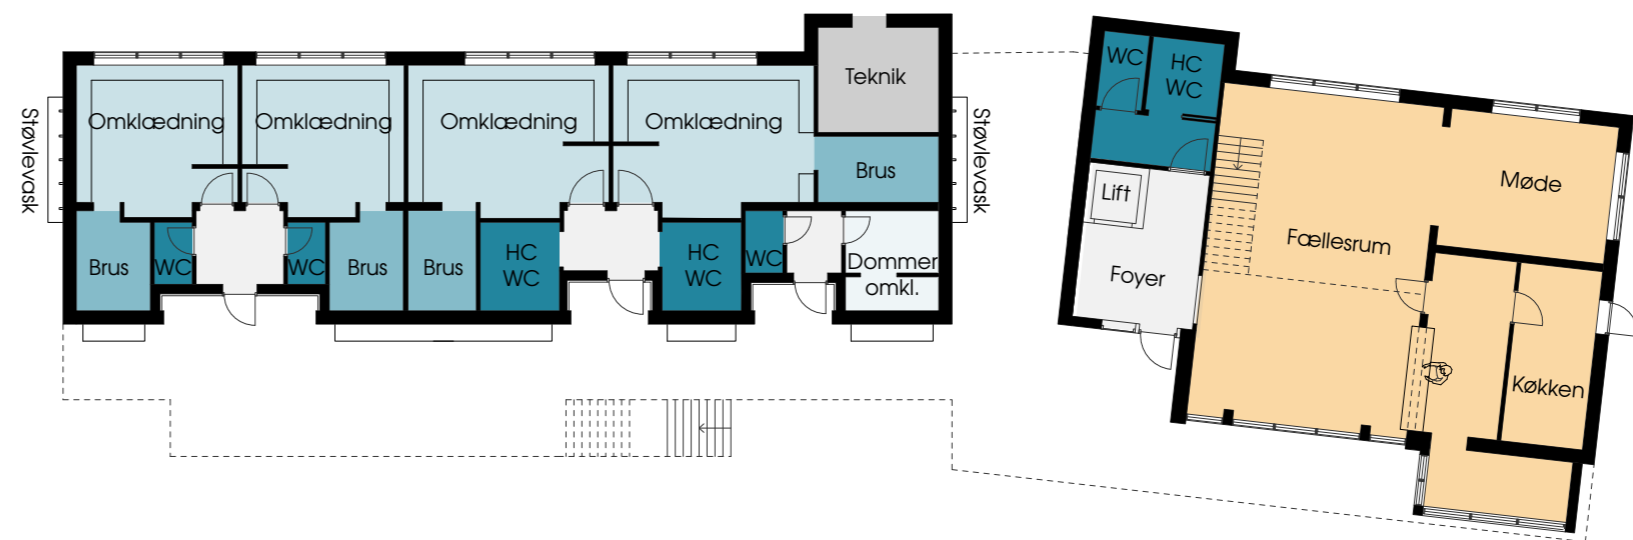 Støvlevask
Omklædning
Omklædning
Omklædning
Omklædning
Teknik
Brus
Støvlevask
Brus
WC
WC
Brus
Brus
HC
WC
HC
WC
WC
Dommer
omkl.
WC
HC
WC
Lift
Foyer
Fællesrum
Møde
Køkken